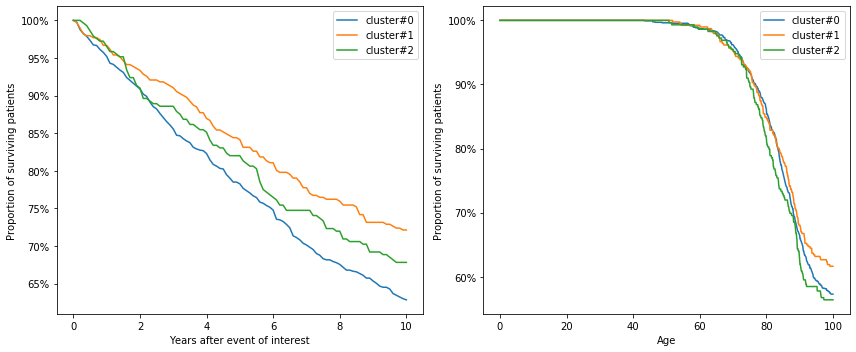 100%
95%
90%
85%
80%
75%
70%
65%
Proportion of surviving patients
0
2
4
6
8
10
Years after event of interest
cluster#0
cluster#1
cluster#2
100%
90%
80%
70%
60%
Proportion of surviving patients
0
20
40
60
80
100
Age
cluster#0
cluster#1
cluster#2